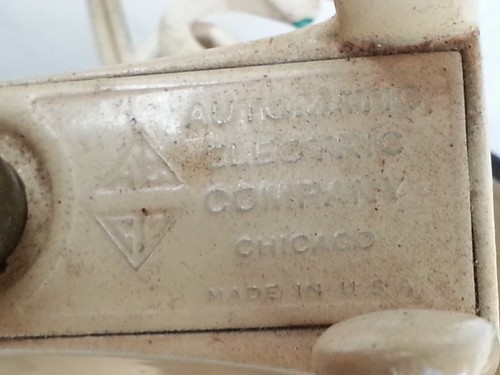 AUTOMATIC
ELECTRIC
COMPANY
CHICAGO
MADE IN U.S.A